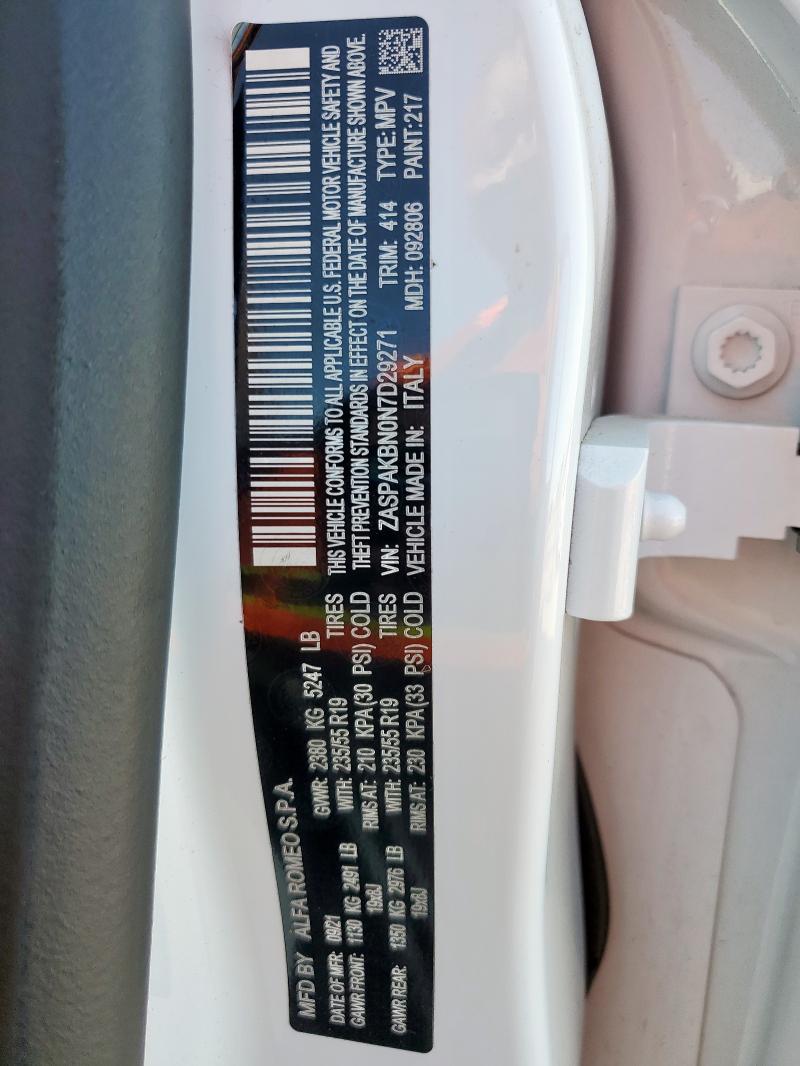 MFD BY ALFA ROMEO S.P.A.
DATE OF MFR: 09/21 GVWR: 2380 KG 5247 LB
GAWR FRONT: 1130 KG 2491 LB WITH: 235/55 R19 TIRES
19x8J RIMS AT: 210 KPA(30 PSI) COLD
GAWR REAR: 1350 KG 2976 LB WITH: 235/55 R19 TIRES
19x8J RIMS AT: 230 KPA(33 PSI) COLD
THIS VEHICLE CONFORMS TO ALL APPLICABLE U.S. FEDERAL MOTOR VEHICLE SAFETY AND
THEFT PREVENTION STANDARDS IN EFFECT ON THE DATE OF MANUFACTURE SHOWN ABOVE.
VIN: ZASPAKBN0N7D29271 TRIM: 414 TYPE: MPV
VEHICLE MADE IN: ITALY MDH: 092806 PAINT: 217